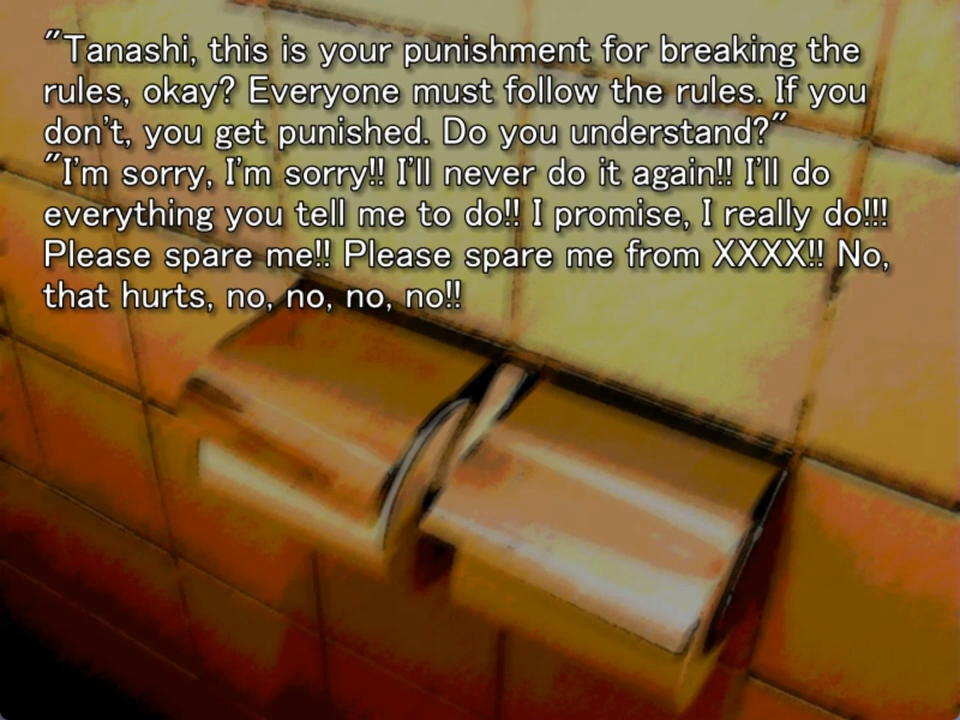 "Tanashi, this is your punishment for breaking the
rules, okay? Everyone must follow the rules. If you
don't, you get punished. Do you understand?"
"I'm sorry, I'm sorry!! I'll never do it again!! I'll do
everything you tell me to do!! I promise, I really do!!!
Please spare me!! Please spare me from XXXX!! No,
that hurts, no, no, no, no!!